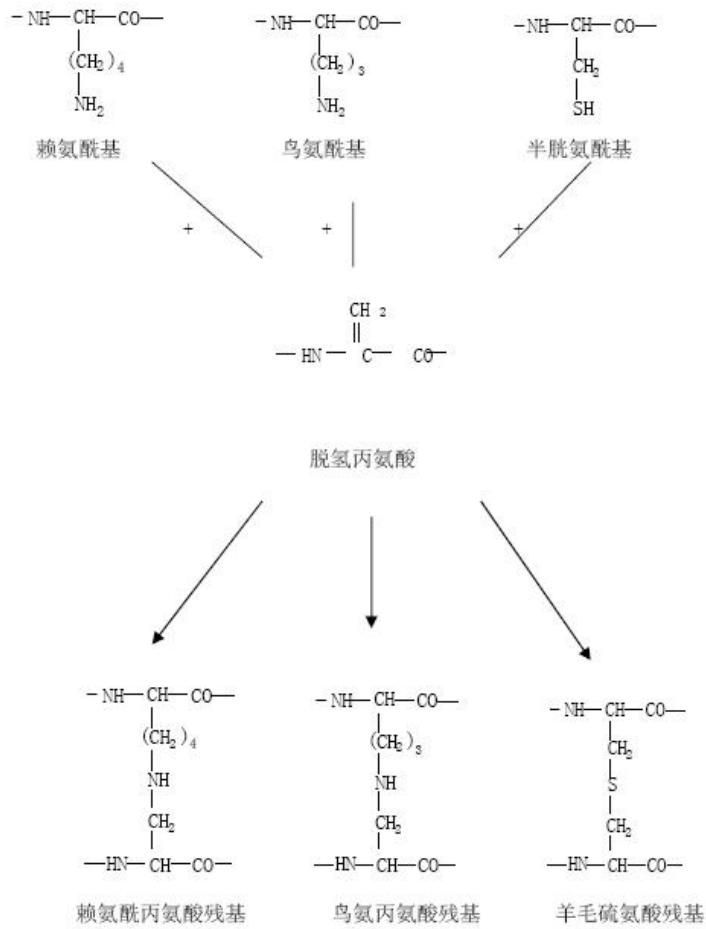 -NH-CH-CO-
-NH-CH-CO-
-NH-CH-CO-
(CH₂)₄
(CH₂)₃
CH₂
NH₂
NH₂
SH
赖氨酰基
鸟氨酰基
半胱氨酰基
+
+
+
CH ₂
‖
-HN-C-CO-
脱氢丙氨酸
-NH-CH-CO-
-NH-CH-CO-
-NH-CH-CO-
(CH₂)₄
(CH₂)₃
CH₂
NH
NH
S
CH₂
CH₂
CH₂
-HN-CH-CO-
-HN-CH-CO-
-HN-CH-CO-
赖氨酰丙氨酸残基
鸟氨丙氨酸残基
羊毛硫氨酸残基